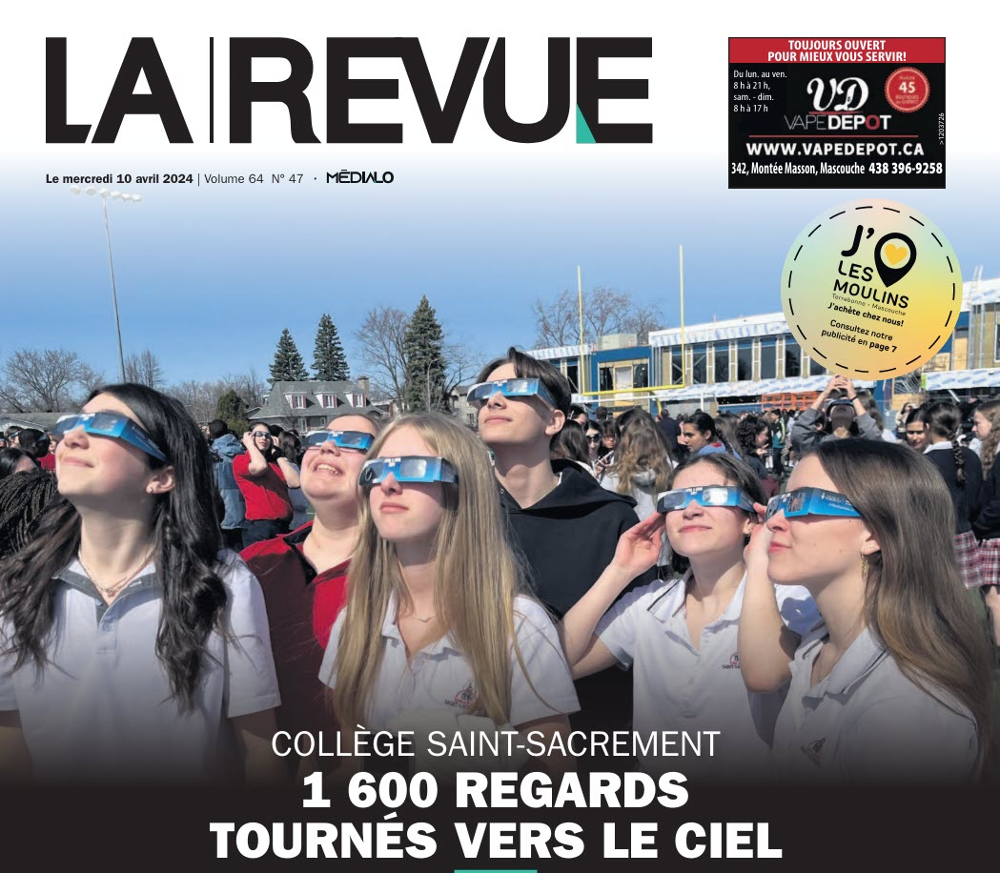 LA REVUE
Le mercredi 10 avril 2024 | Volume 64 N° 47 · MÉDIALO
TOUJOURS OUVERT
POUR MIEUX VOUS SERVIR!
Du lun. au ven.
8 h à 21 h,
sam. - dim.
8 h à 17 h
VD
VAPEDEPOT
45
>1203726
WWW.VAPEDEPOT.CA
342, Montée Masson, Mascouche 438 396-9258
J'
LES
MOULINS
Terrebonne - Mascouche
J'achète chez nous!
Consultez notre
publicité en page 7
COLLÈGE SAINT-SACREMENT
1 600 REGARDS
TOURNÉS VERS LE CIEL